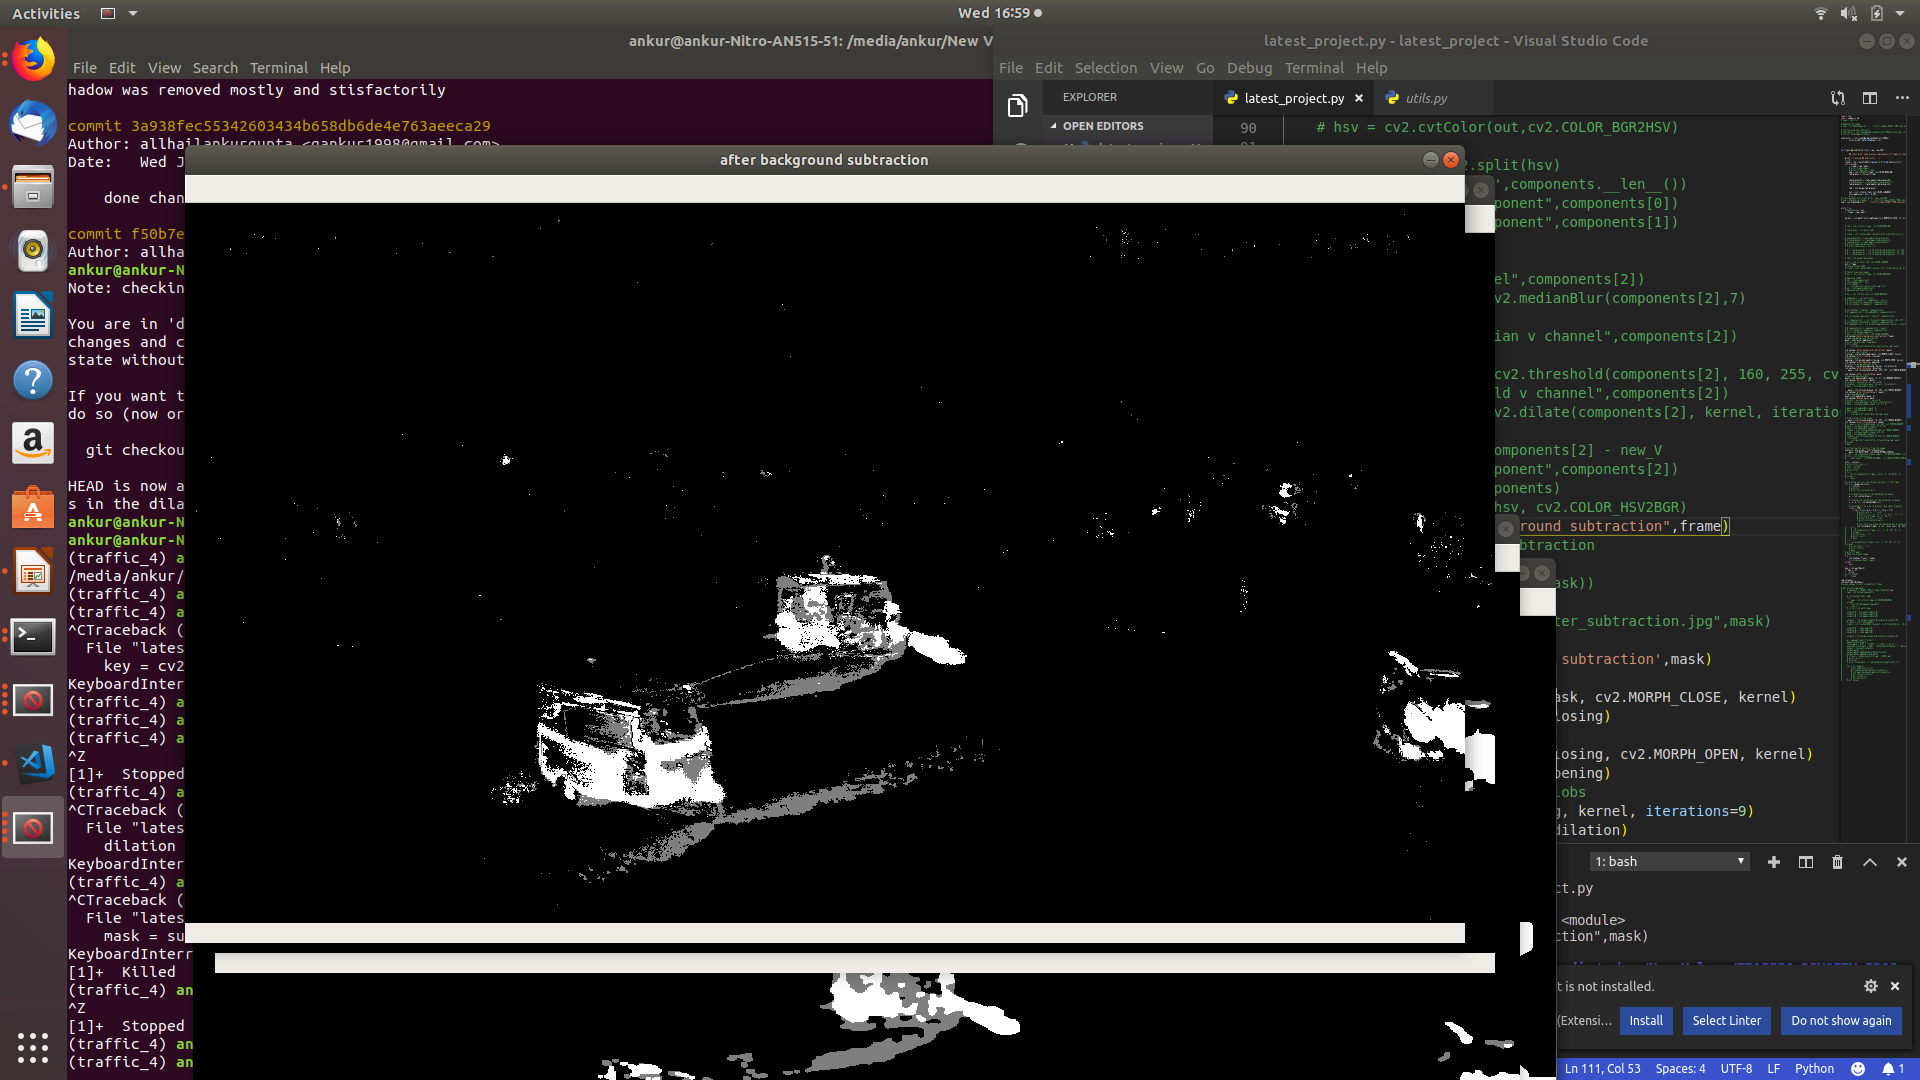 Activities
Wed 16:59
ankur@ankur-Nitro-AN515-51: /media/ankur/New V
File Edit View Search Terminal Help
hadow was removed mostly and stisfactorily
commit 3a938fec55342603434b658db6de4e763aeeca29
Author: allhailankurgupta <gankur1998@gmail.com>
Date:   Wed J
done chan
commit f50b7e
Author: allha
ankur@ankur-N
Note: checkin
You are in 'd
changes and c
state without
If you want t
do so (now or
git checkou
HEAD is now a
s in the dila
ankur@ankur-N
ankur@ankur-N
(traffic_4) a
/media/ankur/
(traffic_4) a
(traffic_4) a
^CTraceback (
File "lates
key = cv2
KeyboardInter
(traffic_4) a
(traffic_4) a
(traffic_4) a
^Z
[1]+  Stopped
(traffic_4) a
^CTraceback (
File "lates
dilation
KeyboardInter
(traffic_4) a
^CTraceback (
File "lates
mask = su
KeyboardInterr
[1]+  Killed
(traffic_4) an
^Z
[1]+  Stopped
(traffic_4) an
(traffic_4) an
after background subtraction
latest_project.py - latest_project - Visual Studio Code
File Edit Selection View Go Debug Terminal Help
EXPLORER
OPEN EDITORS
latest_project.py
utils.py
90 # hsv = cv2.cvtColor(out,cv2.COLOR_BGR2HSV)
.split(hsv)
',components.__len__())
ponent",components[0])
ponent",components[1])
el",components[2])
v2.medianBlur(components[2],7)
ian v channel",components[2])
cv2.threshold(components[2], 160, 255, cv
ld v channel",components[2])
v2.dilate(components[2], kernel, iteratio
omponents[2] - new_V
ponent",components[2])
ponents)
hsv, cv2.COLOR_HSV2BGR)
round subtraction",frame)
btraction
ask))
ter_subtraction.jpg",mask)
subtraction',mask)
ask, cv2.MORPH_CLOSE, kernel)
losing)
losing, cv2.MORPH_OPEN, kernel)
pening)
lobs
g, kernel, iterations=9)
dilation)
1: bash
ct.py
<module>
ction",mask)
t is not installed.
(Extensi...
Install
Select Linter
Do not show again
Ln 111, Col 53
Spaces: 4
UTF-8
LF
Python
1